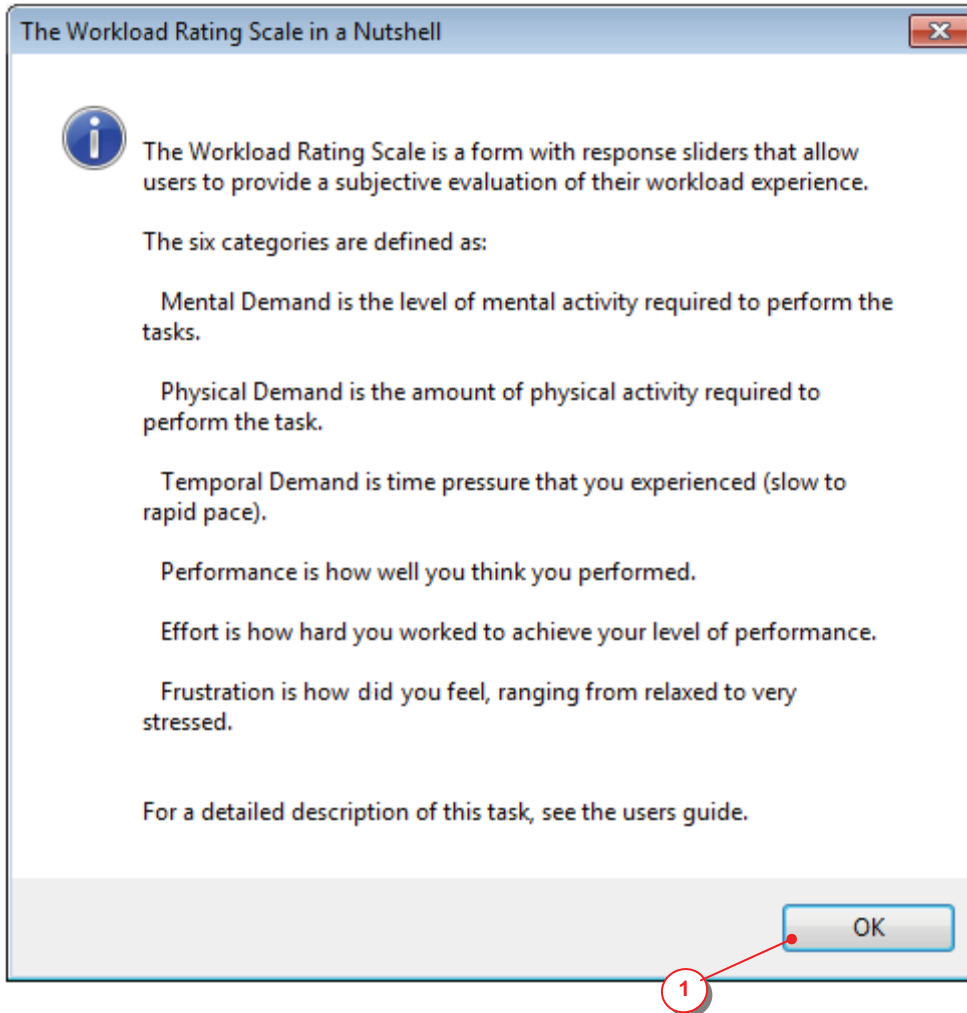 The Workload Rating Scale in a Nutshell
The Workload Rating Scale is a form with response sliders that allow
users to provide a subjective evaluation of their workload experience.
The six categories are defined as:
Mental Demand is the level of mental activity required to perform the
tasks.
Physical Demand is the amount of physical activity required to
perform the task.
Temporal Demand is time pressure that you experienced (slow to
rapid pace).
Performance is how well you think you performed.
Effort is how hard you worked to achieve your level of performance.
Frustration is how did you feel, ranging from relaxed to very
stressed.
For a detailed description of this task, see the users guide.
OK
1